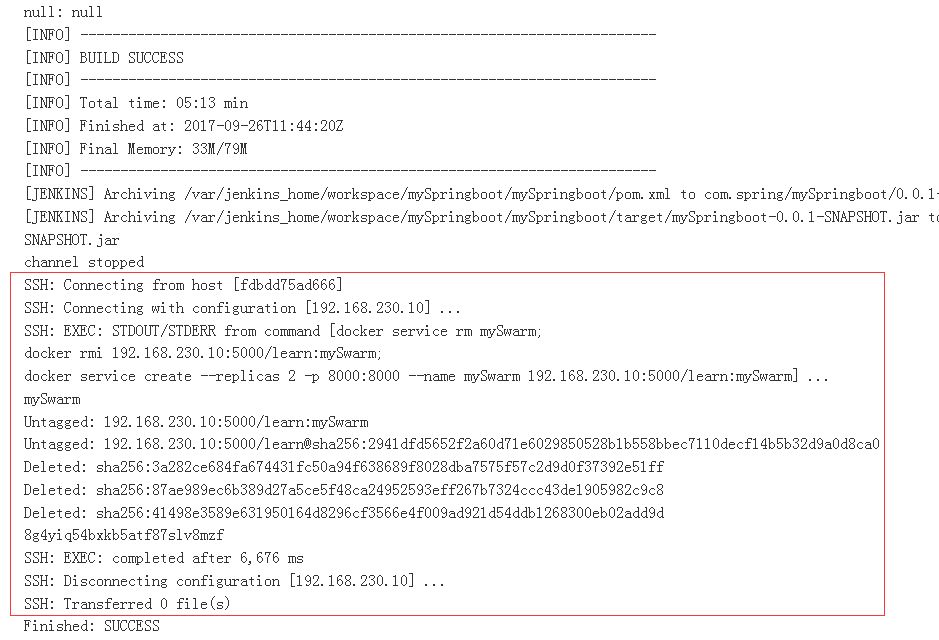 null: null
[INFO] ------------------------------------------------------------------------
[INFO] BUILD SUCCESS
[INFO] ------------------------------------------------------------------------
[INFO] Total time: 05:13 min
[INFO] Finished at: 2017-09-26T11:44:20Z
[INFO] Final Memory: 33M/79M
[INFO] ------------------------------------------------------------------------
[JENKINS] Archiving /var/jenkins_home/workspace/mySpringboot/mySpringboot/pom.xml to com.spring/mySpringboot/0.0.1-
[JENKINS] Archiving /var/jenkins_home/workspace/mySpringboot/mySpringboot/target/mySpringboot-0.0.1-SNAPSHOT.jar to
SNAPSHOT.jar
channel stopped
SSH: Connecting from host [fdbdd75ad666]
SSH: Connecting with configuration [192.168.230.10] ...
SSH: EXEC: STDOUT/STDERR from command [docker service rm mySwarm;
docker rmi 192.168.230.10:5000/learn:mySwarm;
docker service create --replicas 2 -p 8000:8000 --name mySwarm 192.168.230.10:5000/learn:mySwarm] ...
mySwarm
Untagged: 192.168.230.10:5000/learn:mySwarm
Untagged: 192.168.230.10:5000/learn@sha256:2941dfd5652f2a60d71e6029850528b1b558bbec7110decf14b5b32d9a0d8ca0
Deleted: sha256:3a282ce684fa674431fc50a94f638689f8028dba7575f57c2d9d0f37392e51ff
Deleted: sha256:87ae989ec6b389d27a5ce5f48ca24952593eff267b7324ccc43de1905982c9c8
Deleted: sha256:41498e3589e631950164d8296cf3566e4f009ad921d54ddb1268300eb02add9d
8g4yiq54bxkb5atf87slv8mzf
SSH: EXEC: completed after 6,676 ms
SSH: Disconnecting configuration [192.168.230.10] ...
SSH: Transferred 0 file(s)
Finished: SUCCESS